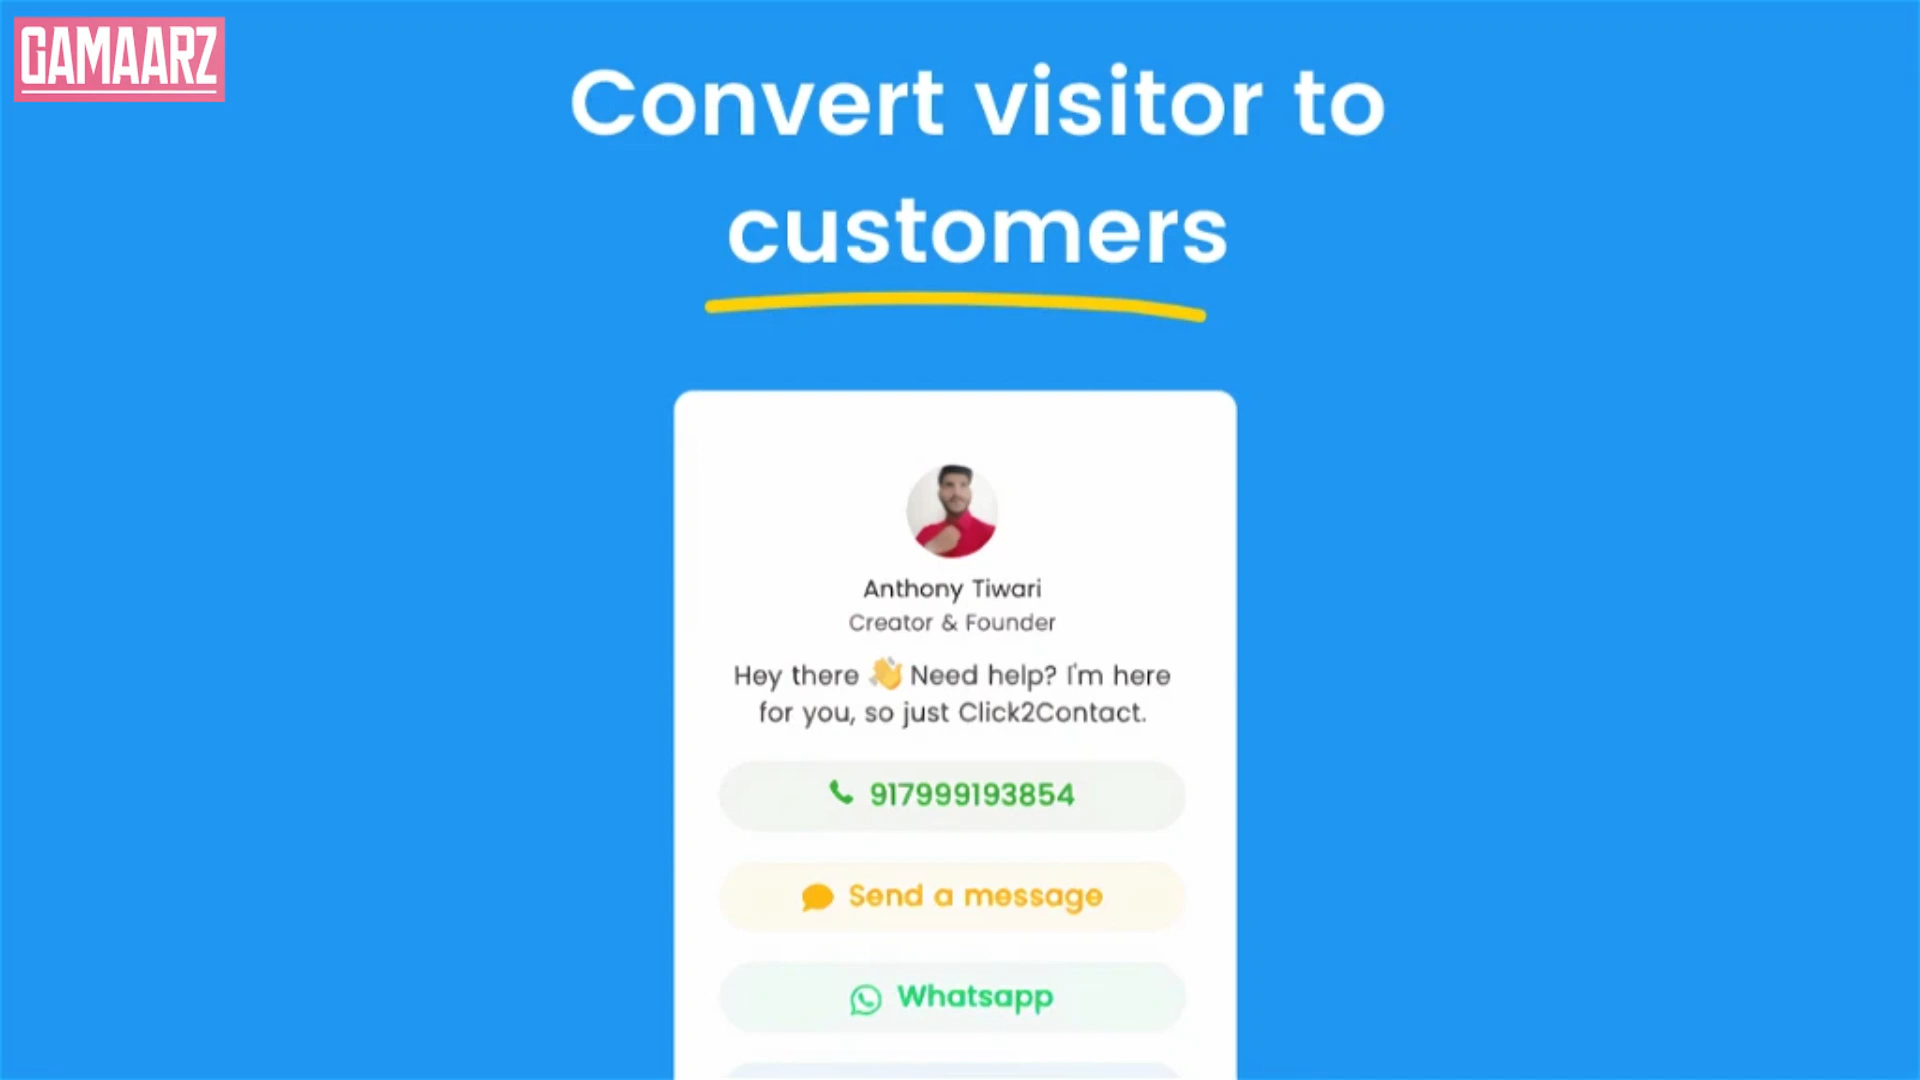 GAMAARZ
Convert visitor to
customers
Anthony Tiwari
Creator & Founder
Hey there 👋 Need help? I'm here
for you, so just Click2Contact.
917999193854
Send a message
Whatsapp